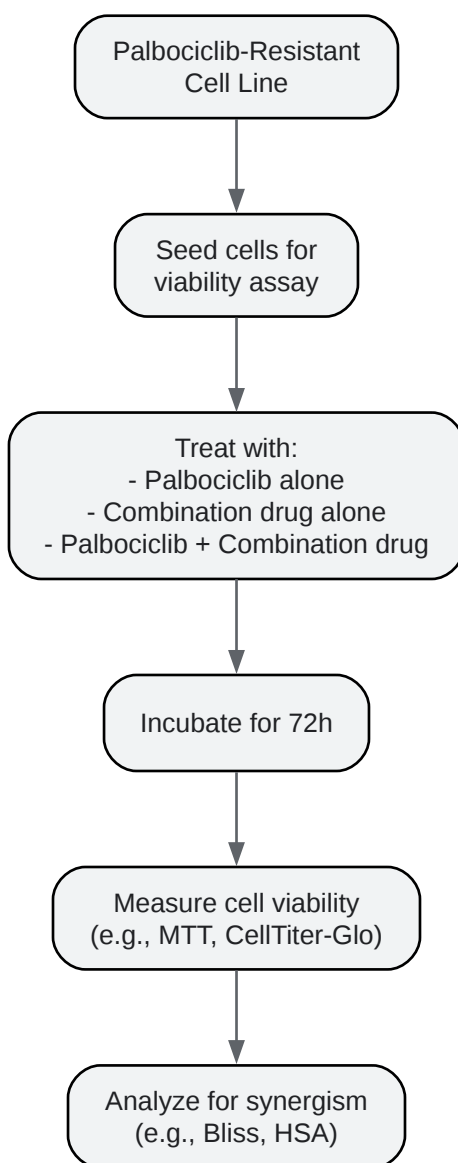 Palbociclib-Resistant
Cell Line
Seed cells for
viability assay
Treat with:
- Palbociclib alone
- Combination drug alone
- Palbociclib + Combination drug
Incubate for 72h
Measure cell viability
(e.g., MTT, CellTiter-Glo)
Analyze for synergism
(e.g., Bliss, HSA)